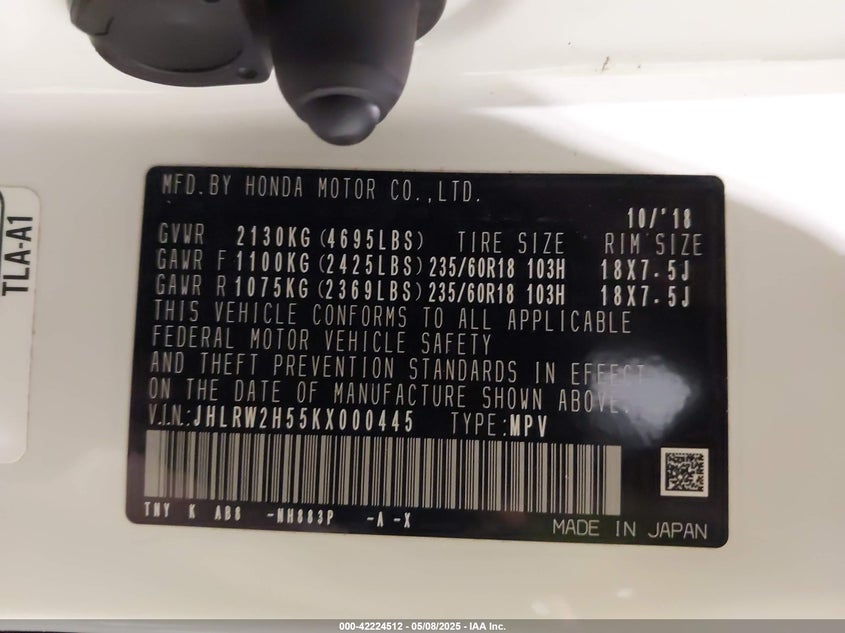 MFD.BY HONDA MOTOR CO.,LTD.
10/'18
GVWR 2130KG (4695LBS) TIRE SIZE RIM SIZE
GAWR F 1100KG (2425LBS) 235/60R18 103H 18X7.5J
GAWR R 1075KG (2369LBS) 235/60R18 103H 18X7.5J
THIS VEHICLE CONFORMS TO ALL APPLICABLE
FEDERAL MOTOR VEHICLE SAFETY
AND THEFT PREVENTION STANDARDS IN EFFECT
ON THE DATE OF MANUFACTURE SHOWN ABOVE.
V.I.N.:JHLRW2H55KX000445 TYPE:MPV
TNY K AB8 -NH883P -A -X
MADE IN JAPAN
TLA-A1
000-42224512 - 05/08/2025 - IAA Inc.